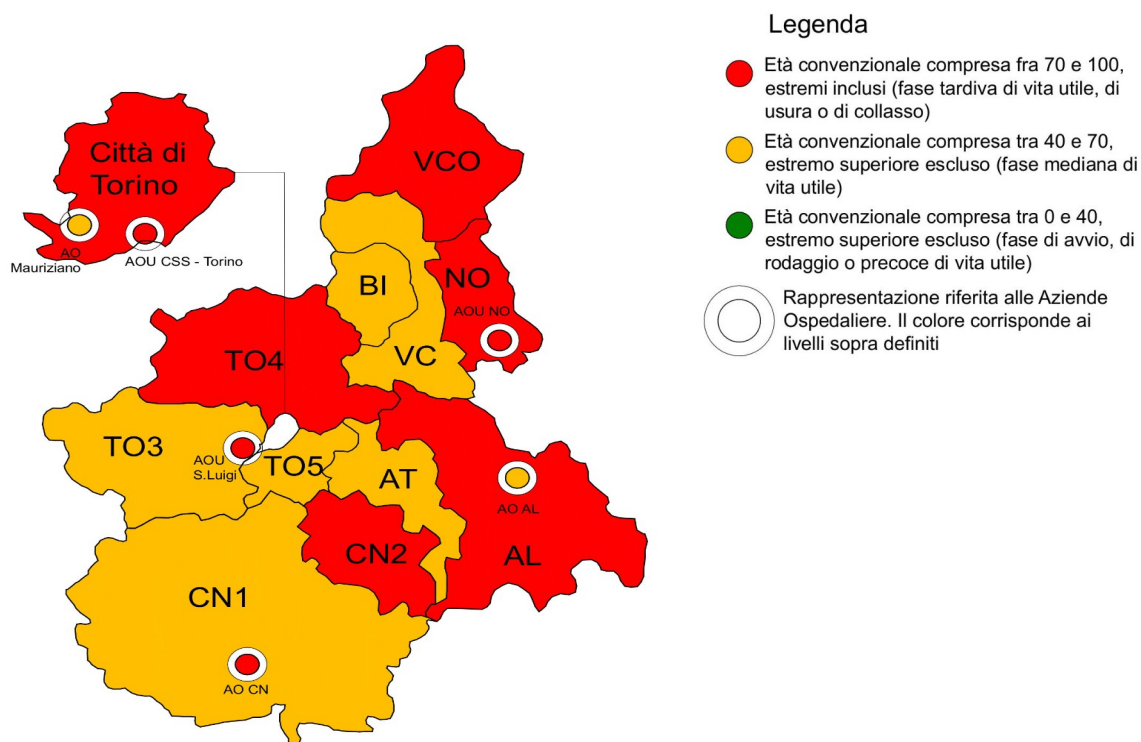 Legenda
Età convenzionale compresa fra 70 e 100,
estremi inclusi (fase tardiva di vita utile, di
usura o di collasso)
Età convenzionale compresa tra 40 e 70,
estremo superiore escluso (fase mediana di
vita utile)
Età convenzionale compresa tra 0 e 40,
estremo superiore escluso (fase di avvio, di
rodaggio o precoce di vita utile)
Rappresentazione riferita alle Aziende
Ospedaliere. Il colore corrisponde ai
livelli sopra definiti
Città di
Torino
AO
Mauriziano
AOU CSS - Torino
VCO
NO
AOU NO
BI
VC
TO4
TO3
AOU
S.Luigi
TO5
AT
AO AL
AL
CN2
CN1
AO CN